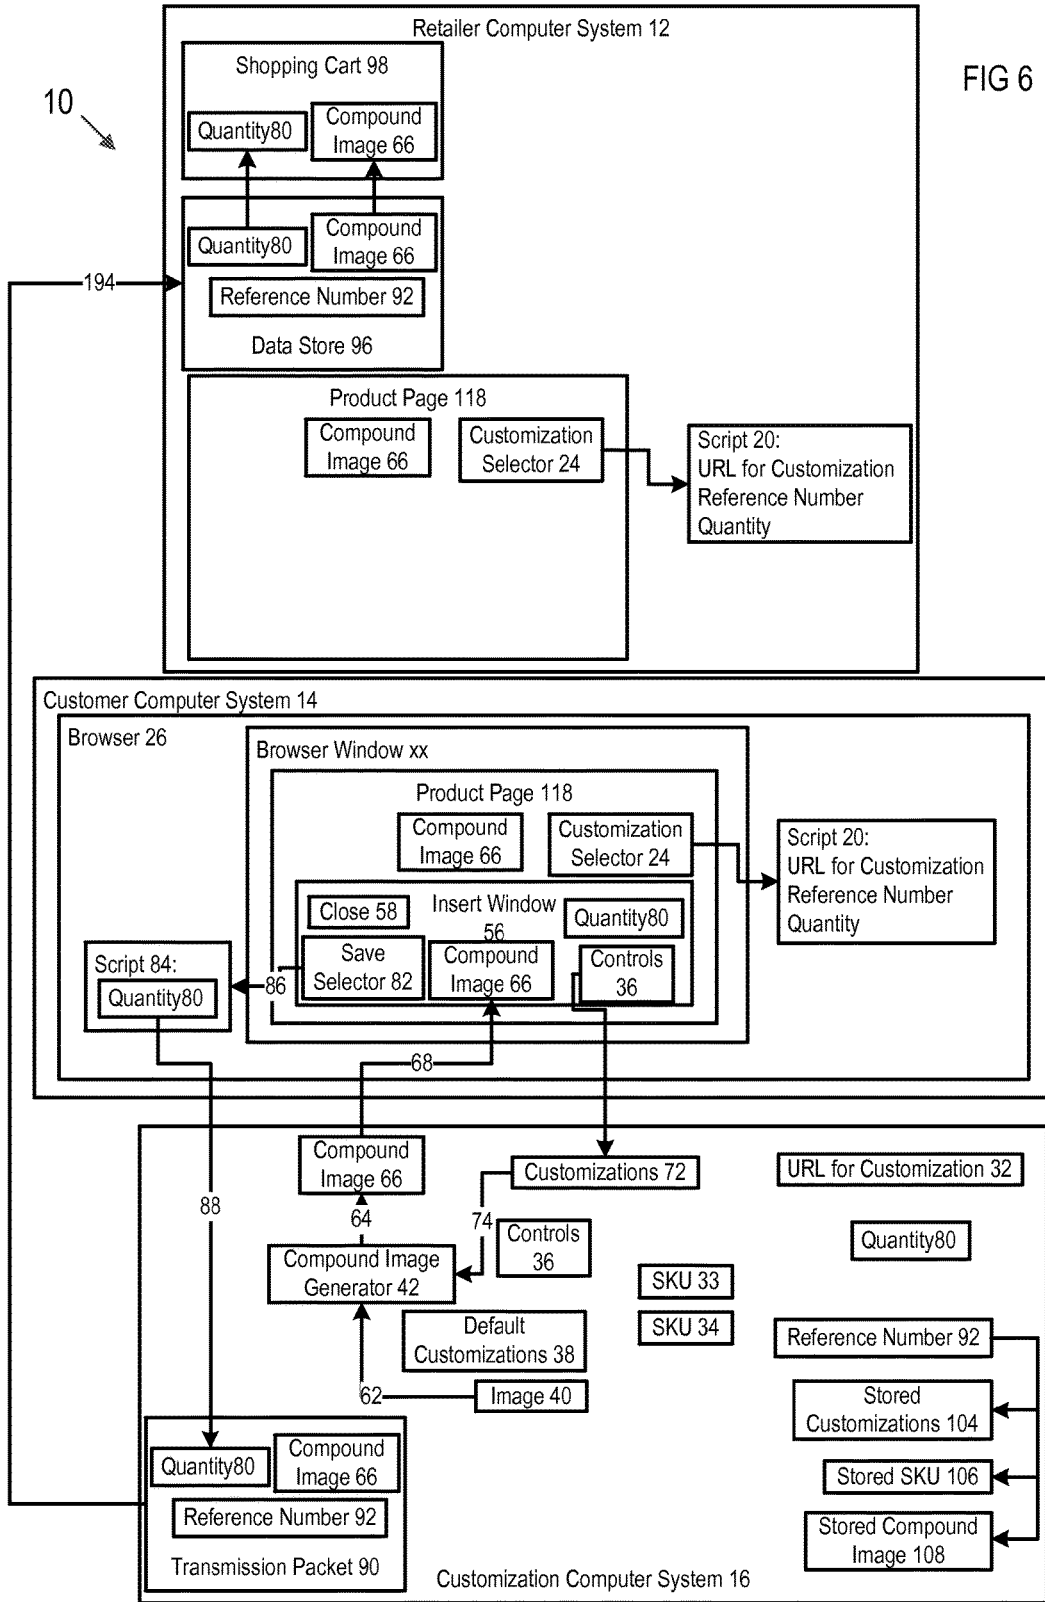 Retailer Computer System 12
FIG 6
10
Shopping Cart 98
Quantity80
Compound
Image 66
Quantity80
Compound
Image 66
Reference Number 92
Data Store 96
194
Product Page 118
Compound
Image 66
Customization
Selector 24
Script 20:
URL for Customization
Reference Number
Quantity
Customer Computer System 14
Browser 26
Browser Window xx
Product Page 118
Compound
Image 66
Customization
Selector 24
Script 20:
URL for Customization
Reference Number
Quantity
Close 58
Insert Window
56
Quantity80
Save
Selector 82
Compound
Image 66
Controls
36
Script 84:
Quantity80
86
68
Compound
Image 66
Customizations 72
URL for Customization 32
88
64
74
Controls
36
Quantity80
Compound Image
Generator 42
SKU 33
SKU 34
Default
Customizations 38
Reference Number 92
62
Image 40
Stored
Customizations 104
Quantity80
Compound
Image 66
Stored SKU 106
Reference Number 92
Stored Compound
Image 108
Transmission Packet 90
Customization Computer System 16